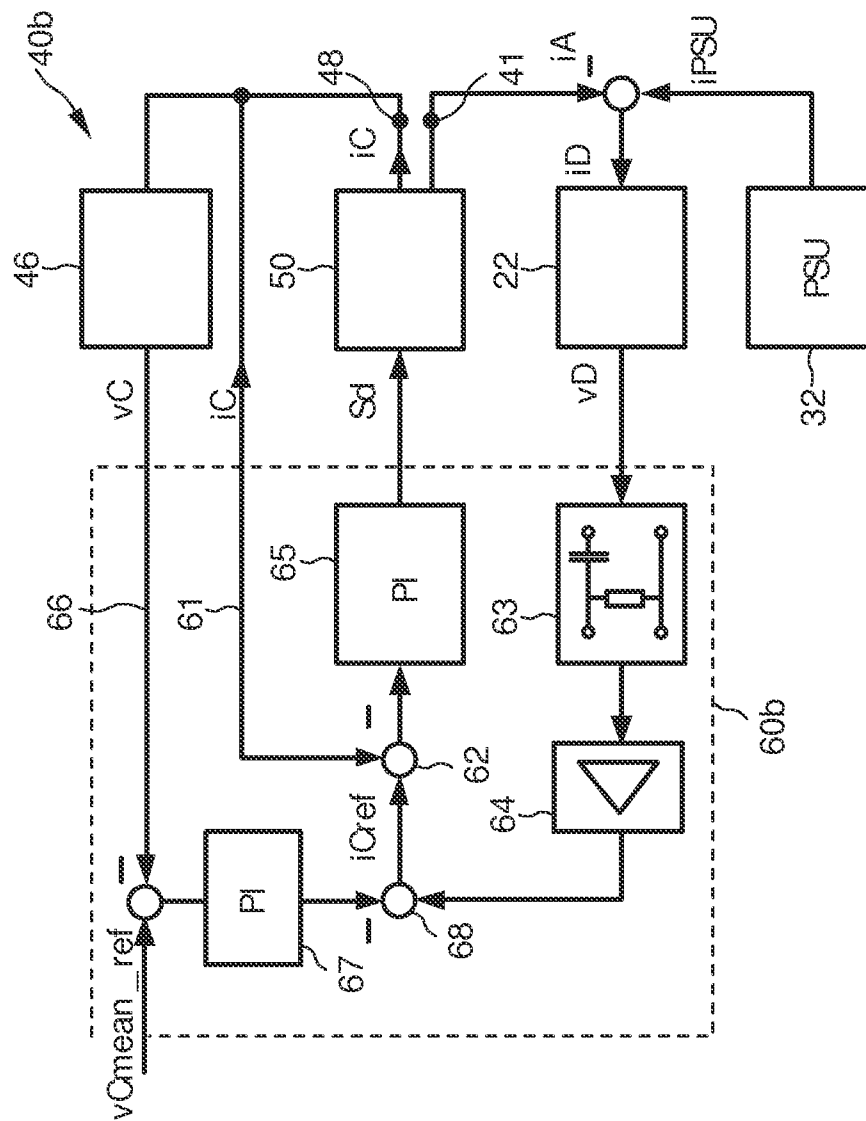 40b
46
vC
66
iC
61
48
iC
50
Sd
65
PI
41
iA
−
iPSU
iD
22
vD
63
PSU
32
60b
64
62
−
iCref
68
−
PI
67
−
vCmean_ref